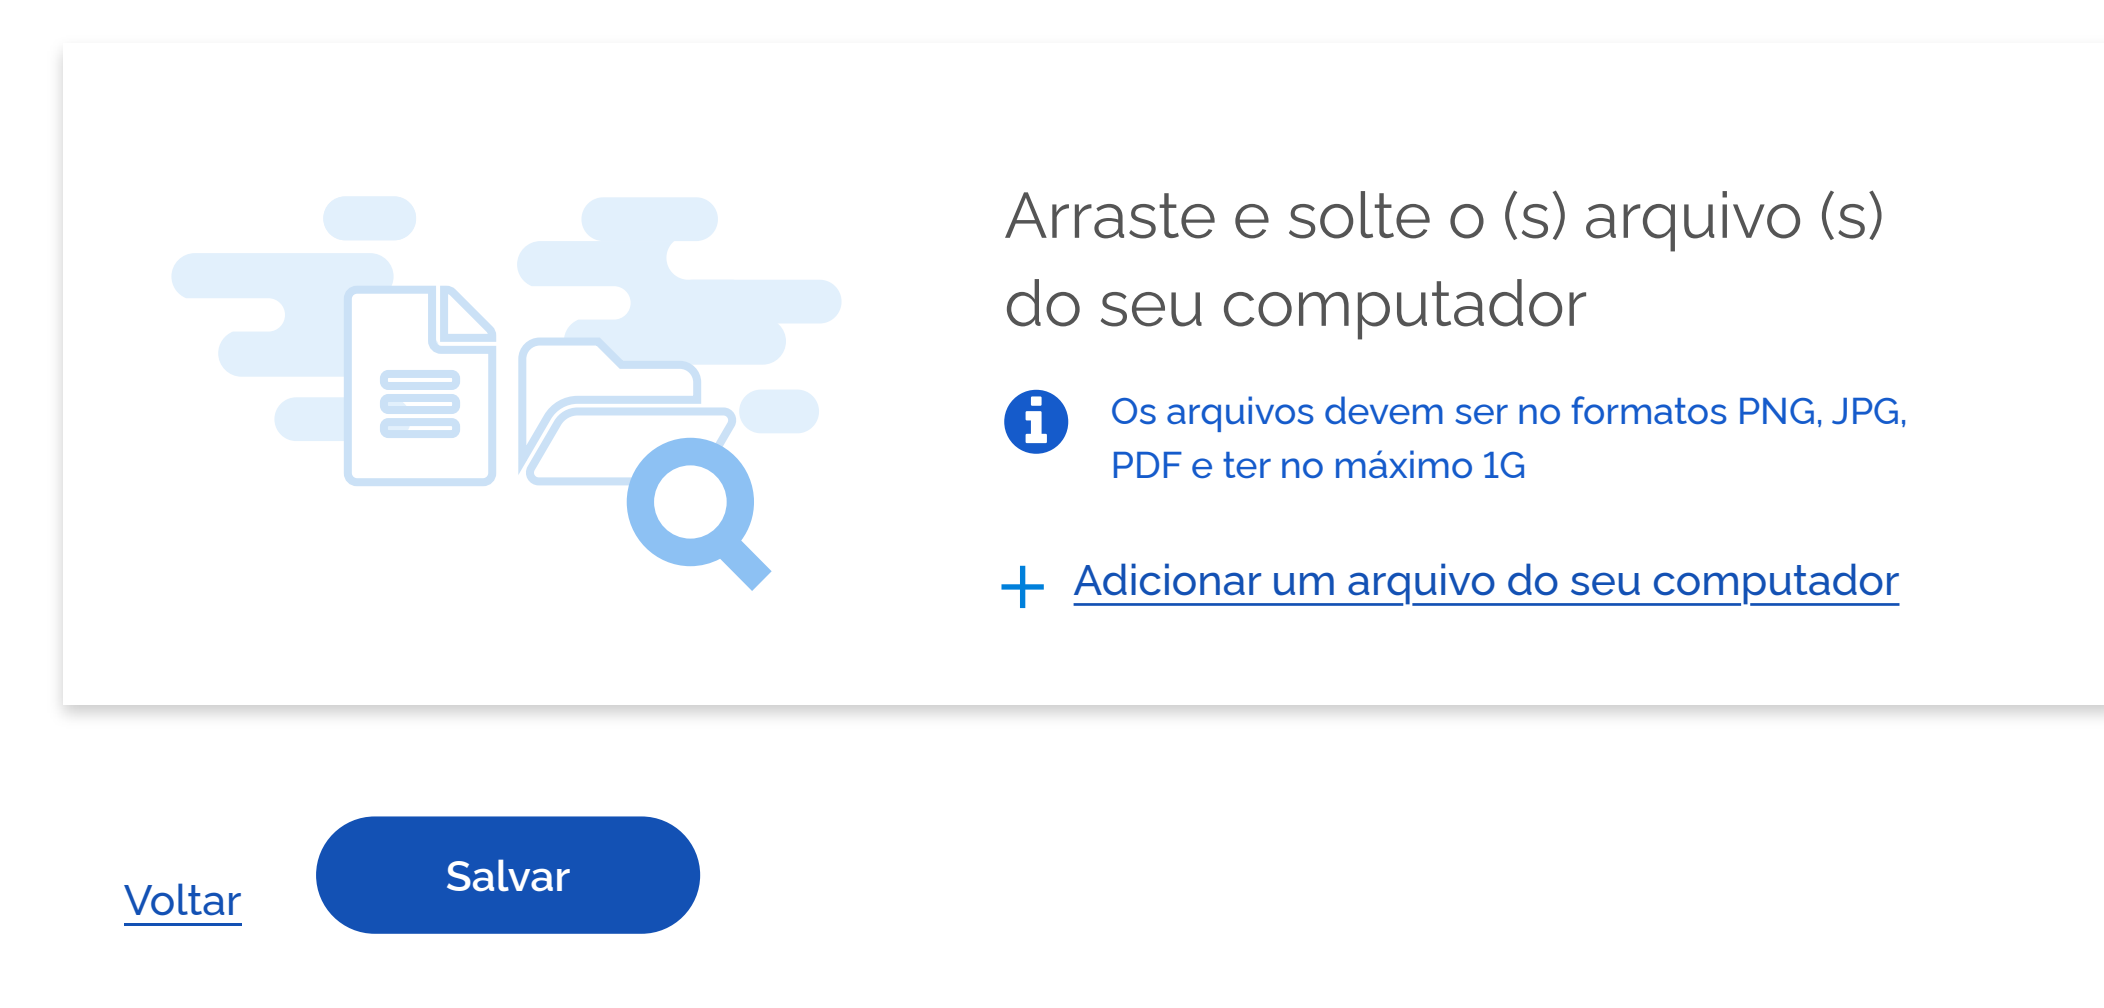 Arraste e solte o (s) arquivo (s)
do seu computador
Os arquivos devem ser no formatos PNG, JPG,
PDF e ter no máximo 1G
Adicionar um arquivo do seu computador
Salvar
Voltar